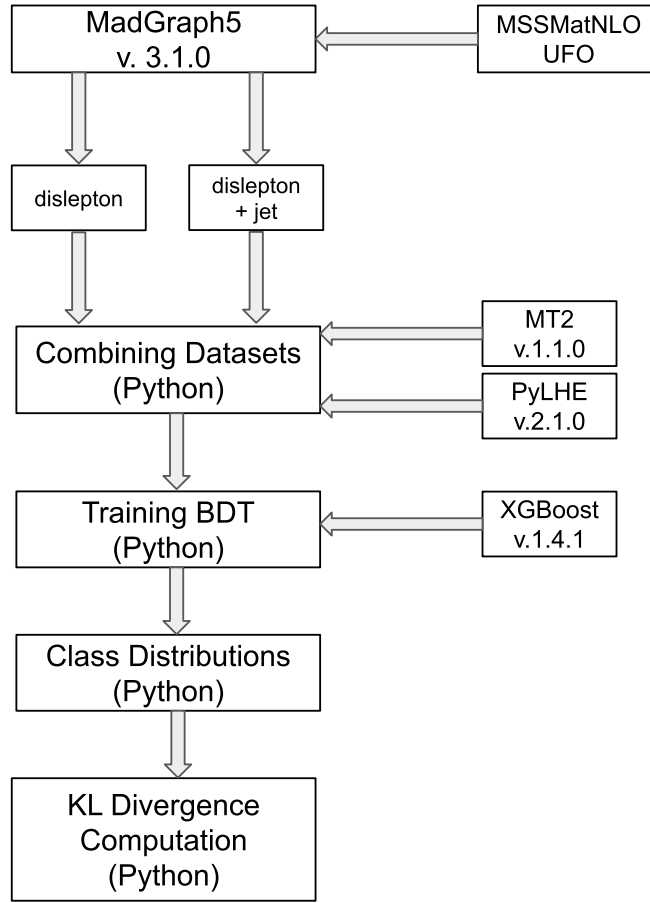 MadGraph5
v. 3.1.0
MSSMatNLO
UFO
dislepton
dislepton
+ jet
Combining Datasets
(Python)
MT2
v.1.1.0
PyLHE
v.2.1.0
Training BDT
(Python)
XGBoost
v.1.4.1
Class Distributions
(Python)
KL Divergence
Computation
(Python)